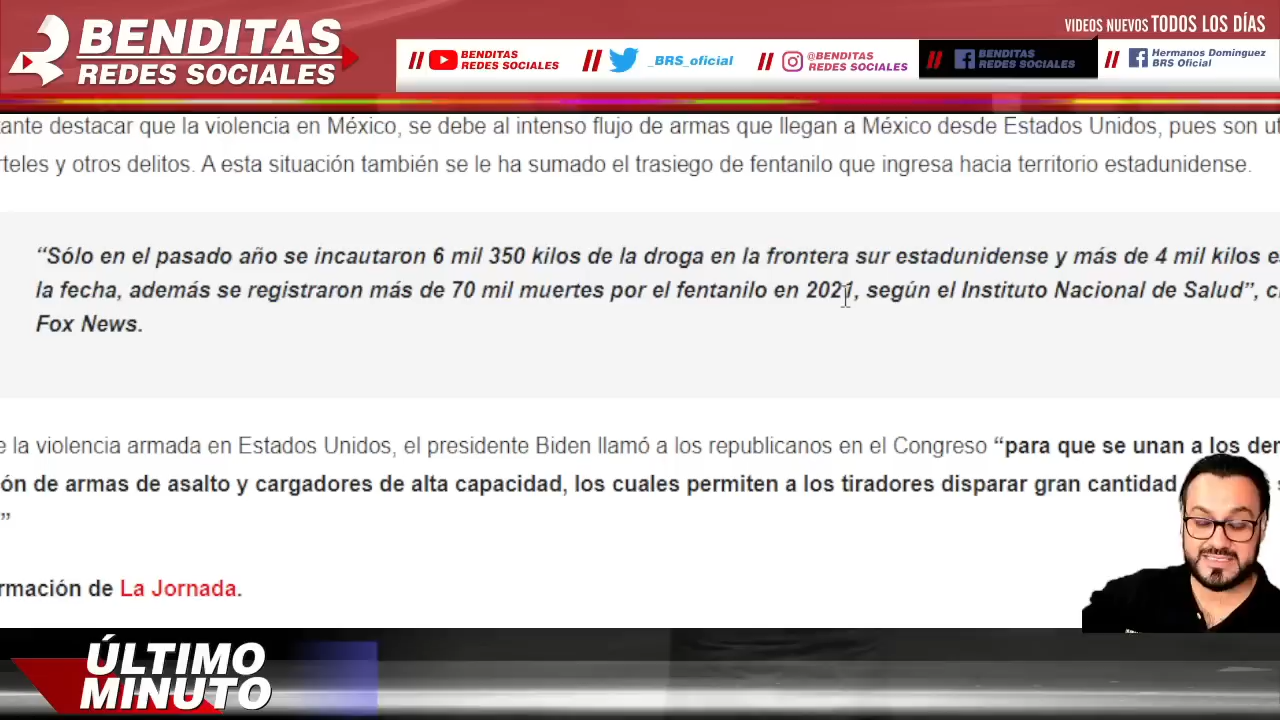 BENDITAS
REDES SOCIALES
VIDEOS NUEVOS TODOS LOS DÍAS
// BENDITAS REDES SOCIALES
// _BRS_oficial
// @BENDITAS REDES SOCIALES
// BENDITAS REDES SOCIALES
// Hermanos Dominguez BRS Oficial
destacar que la violencia en México, se debe al intenso flujo de armas que llegan a México desde Estados Unidos, pues son
y otros delitos. A esta situación también se le ha sumado el trasiego de fentanilo que ingresa hacia territorio estadunidense.
“Sólo en el pasado año se incautaron 6 mil 350 kilos de la droga en la frontera sur estadunidense y más de 4 mil kilos
la fecha, además se registraron más de 70 mil muertes por el fentanilo en 2021, según el Instituto Nacional de Salud”,
Fox News.
la violencia armada en Estados Unidos, el presidente Biden llamó a los republicanos en el Congreso “para que se unan a los
de armas de asalto y cargadores de alta capacidad, los cuales permiten a los tiradores disparar gran cantidad
”
de La Jornada.
ÚLTIMO
MINUTO